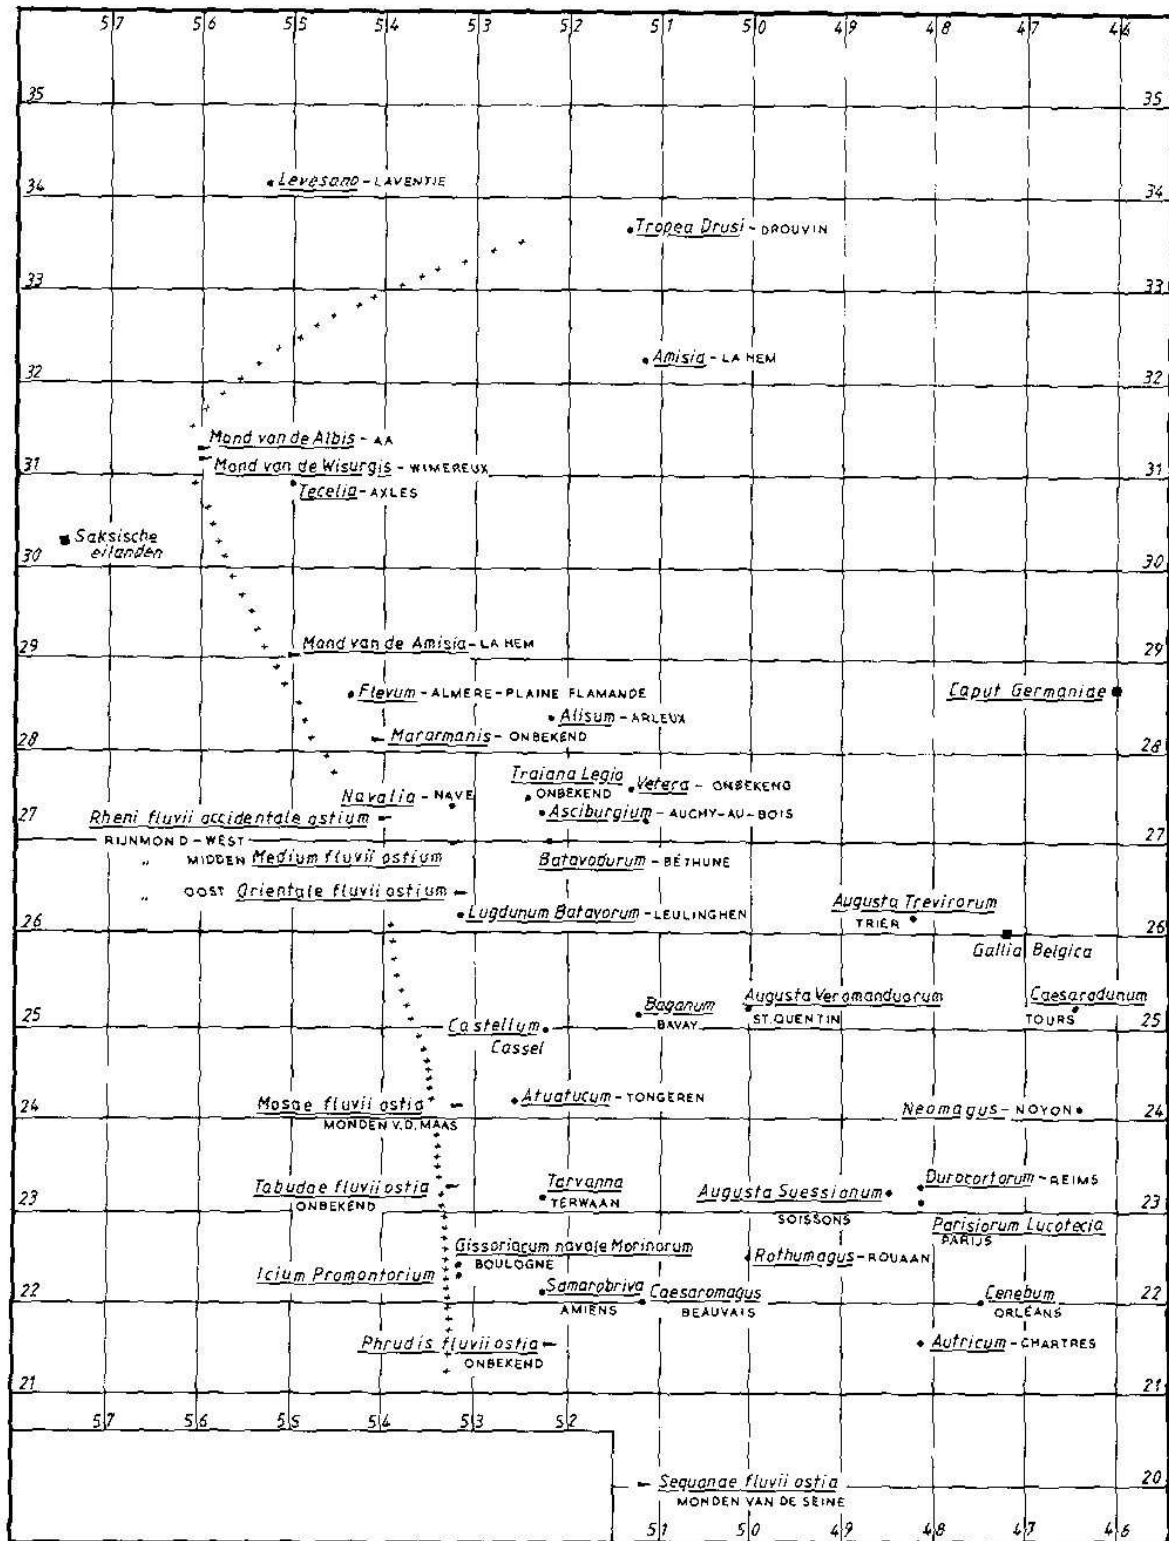 57 56 55 54 53 52 51 50 49 48 47 46
35 35
Levesano - LAVENTIE
34 34
Tropea Drusi - DROUVIN
33 33
Amisia - LA HEM
32 32
Mond van de Albis - AA
Mond van de Wisurgis - WIMEREUX
31 31
Tecelia - AXLES
Saksische
eilanden
30 30
Mond van de Amisia - LA HEM
29 29
Flevum - ALMERE - PLAINE FLAMANDE
Caput Germaniae
Alisum - ARLEUX
Mararmanis - ONBEKEND
28 28
Traiana Legio
ONBEKEND
Vetera - ONBEKEND
Navalia - NAVE
Asciburgium - AUCHY-AU-BOIS
Rheni fluvii accidentale ostium
27 27
RIJNMOND - WEST
Batavodurum - BÉTHUNE
„ MIDDEN Medium fluvii ostium
„ OOST Orientale fluvii ostium
Lugdunum Batavorum - LEULINGHEN
Augusta Trevirorum
TRIER
26 26
Gallia Belgica
Baganum
BAVAY
Augusta Veromanduorum
ST. QUENTIN
Caesaradunum
TOURS
Castellum
Cassel
25 25
Atuatucum - TONGEREN
Mosae fluvii ostia
MONDEN V.D. MAAS
Neomagus - NOYON
24 24
Tabudae fluvii ostia
ONBEKEND
Tarvanna
TERWAAN
Augusta Suessianum
SOISSONS
Durocortorum - REIMS
23 23
Parisiorum Lucotecia
PARIJS
Gissoriacum navale Morinorum
BOULOGNE
Rothumagus - ROUAAN
Icium Promontorium
Samarobriva
AMIENS
Caesaromagus
BEAUVAIS
Cenebum
ORLÉANS
22 22
Phrudis fluvii ostia
ONBEKEND
Autricum - CHARTRES
21 21
57 56 55 54 53 52
Sequanae fluvii ostia
MONDEN VAN DE SEINE
20
51 50 49 48 47 46